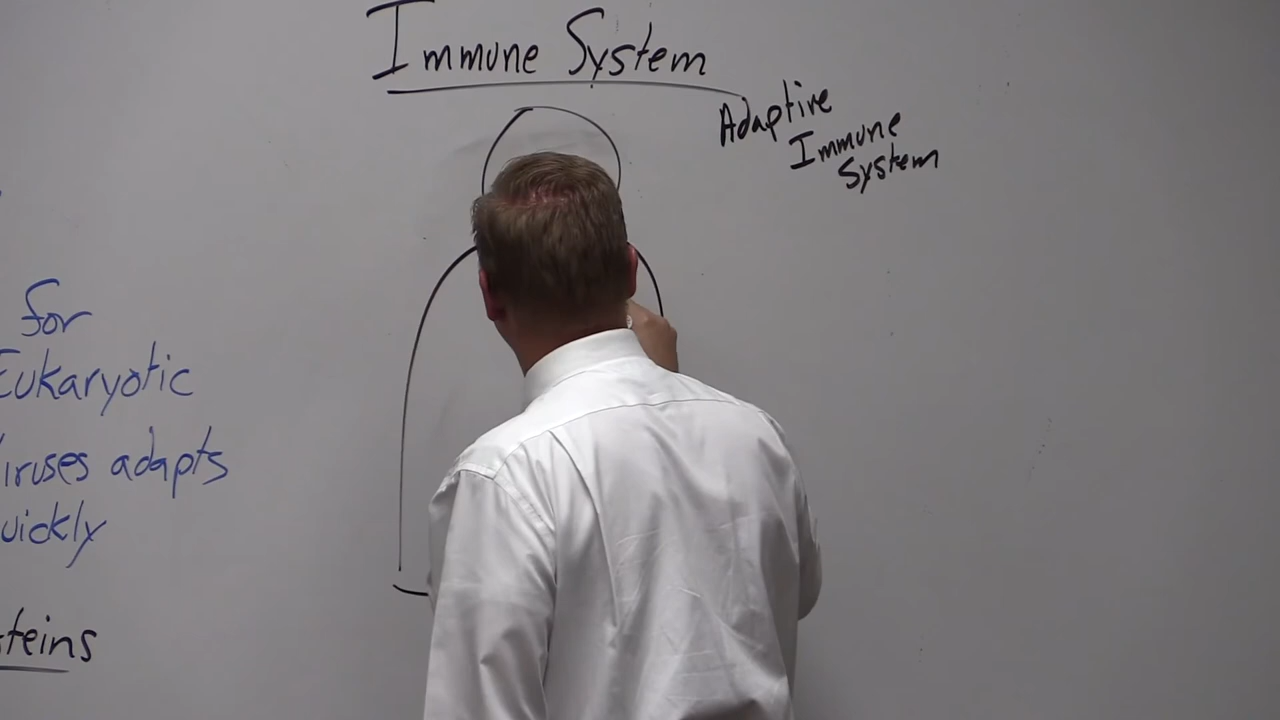 Immune System
Adaptive
Immune
System
for
Eukaryotic
iruses adapts
uickly
teins